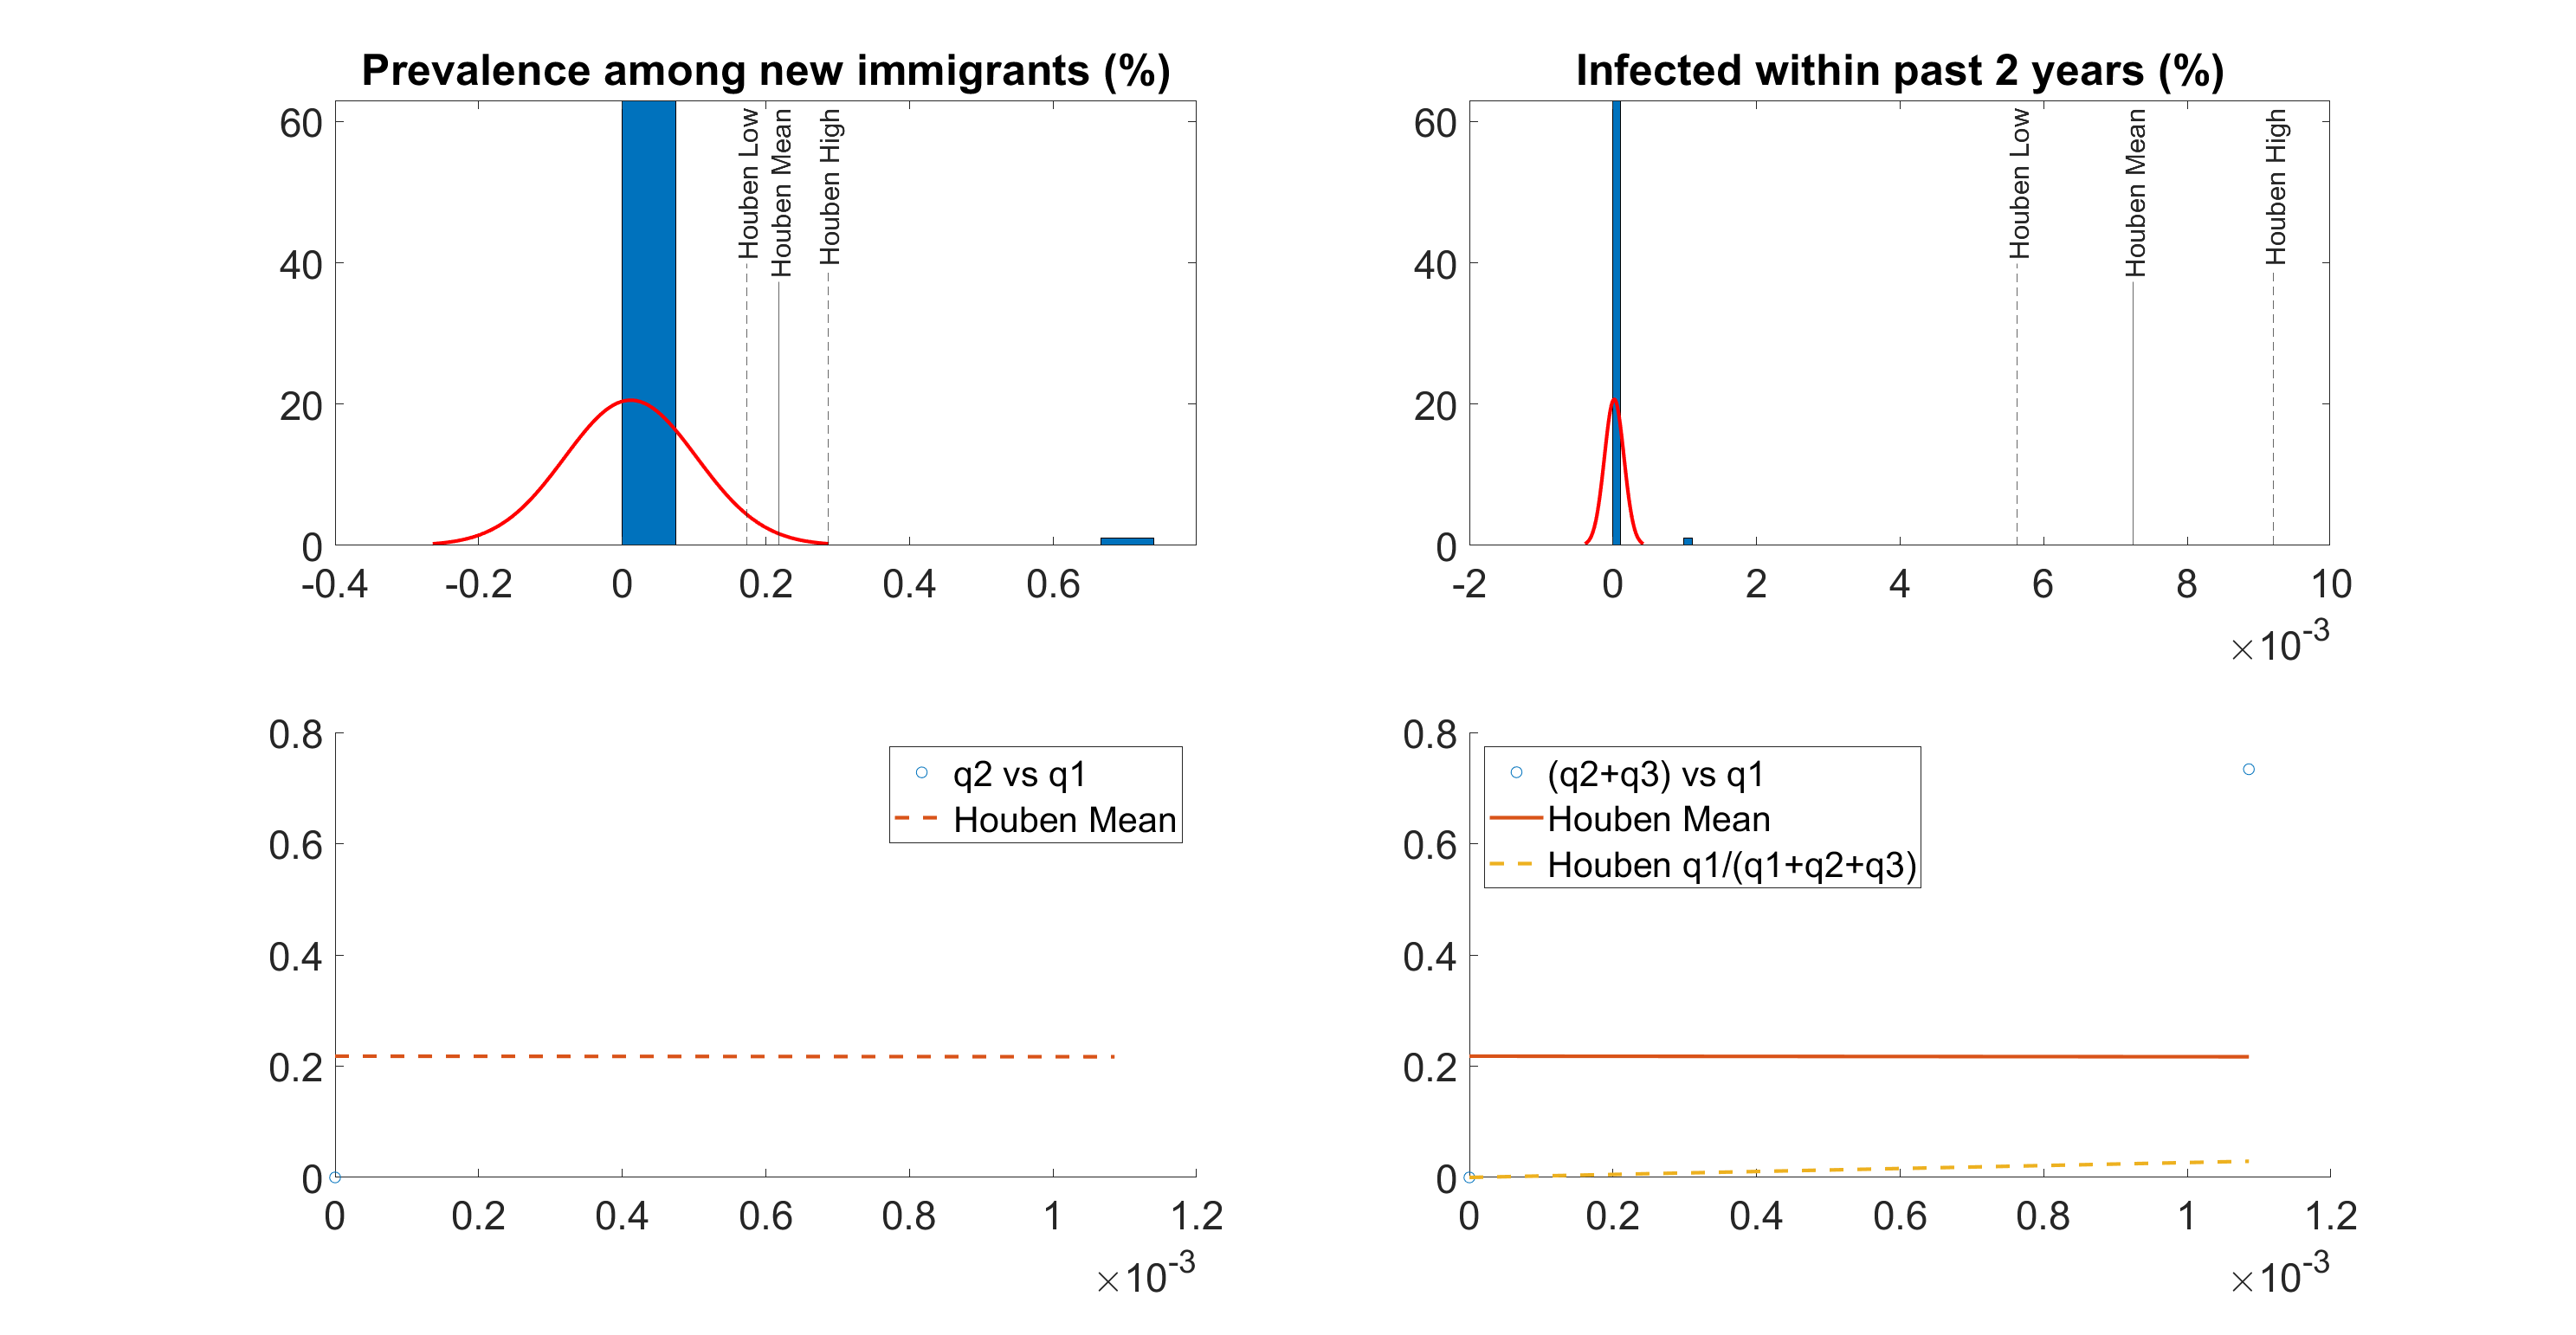 Prevalence among new immigrants (%)
60
40
20
0
-0.4 -0.2 0 0.2 0.4 0.6
Houben Low
Houben Mean
Houben High
Infected within past 2 years (%)
60
40
20
0
-2 0 2 4 6 8 10
×10-3
Houben Low
Houben Mean
Houben High
0.8
0.6
0.4
0.2
0
0 0.2 0.4 0.6 0.8 1 1.2
×10-3
q2 vs q1
Houben Mean
0.8
0.6
0.4
0.2
0
0 0.2 0.4 0.6 0.8 1 1.2
×10-3
(q2+q3) vs q1
Houben Mean
Houben q1/(q1+q2+q3)